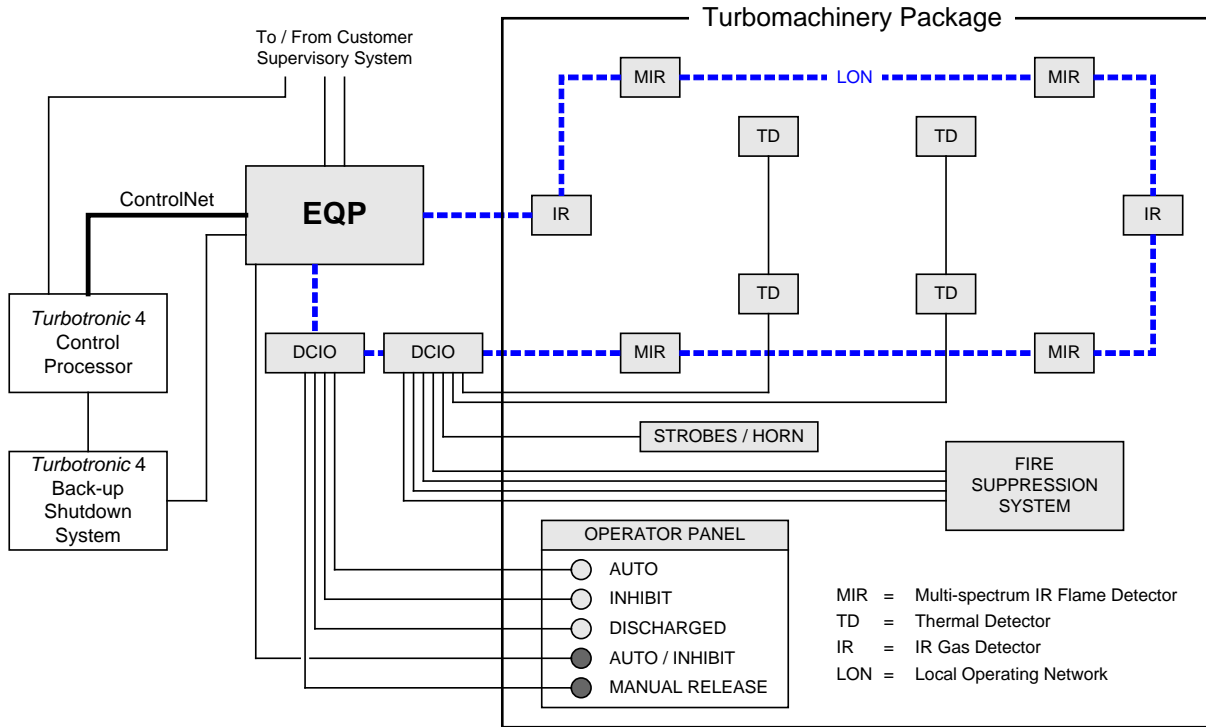 Turbomachinery Package
To / From Customer
Supervisory System
MIR
LON
MIR
TD
TD
ControlNet
EQP
IR
IR
TD
TD
Turbotronic 4
Control
Processor
DCIO
DCIO
MIR
MIR
STROBES / HORN
Turbotronic 4
Back-up
Shutdown
System
FIRE
SUPPRESSION
SYSTEM
OPERATOR PANEL
AUTO
INHIBIT
DISCHARGED
AUTO / INHIBIT
MANUAL RELEASE
MIR = Multi-spectrum IR Flame Detector
TD = Thermal Detector
IR = IR Gas Detector
LON = Local Operating Network